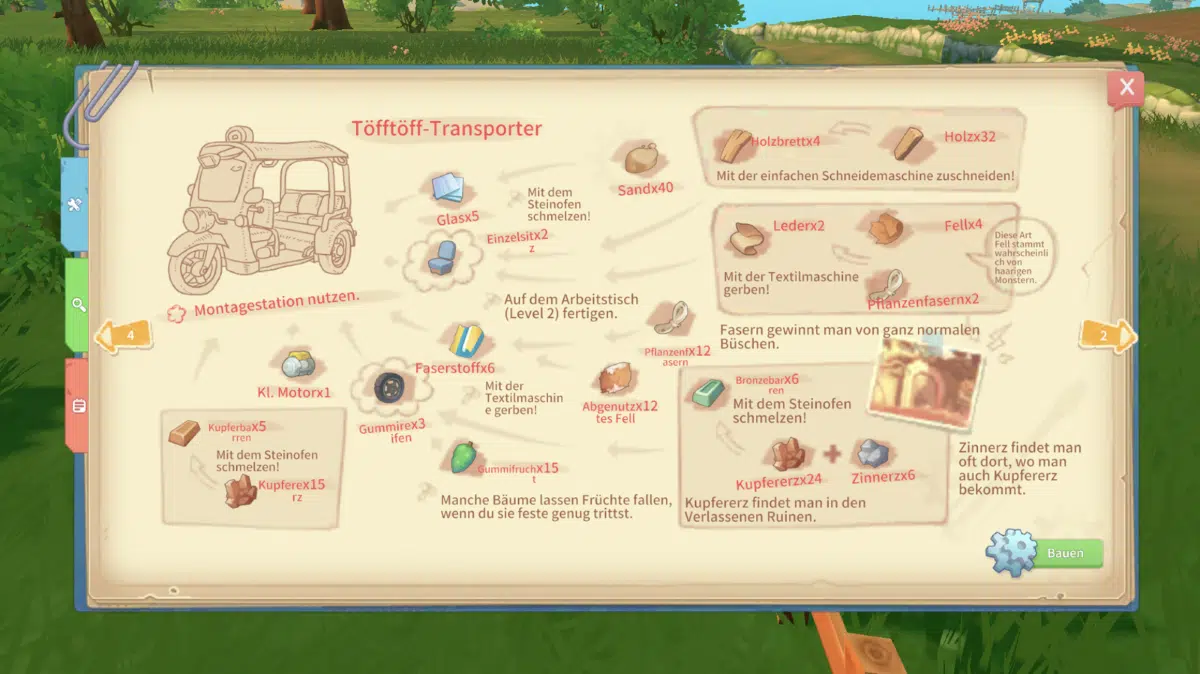 Töfftöff-Transporter
Glasx5
Mit dem
Steinofen
schmelzen!
Sandx40
Einzelsitx2
z
Montagestation nutzen.
Auf dem Arbeitstisch
(Level 2) fertigen.
Faserstoffx6
Mit der
Textilmaschin
e gerben!
Pflanzenfx12
asern
Abgenutzx12
tes Fell
Kl. Motorx1
Gummirex3
ifen
Gummifruchx15
t
Manche Bäume lassen Früchte fallen,
wenn du sie feste genug trittst.
Kupferbax5
rren
Mit dem Steinofen
schmelzen!
Kupferex15
rz
Holzbrettx4
Holzx32
Mit der einfachen Schneidemaschine zuschneiden!
Lederx2
Fellx4
Mit der Textilmaschine
gerben!
Pflanzenfasernx2
Diese Art
Fell stammt
wahrscheinli
ch von
haarigen
Monstern.
Fasern gewinnt man von ganz normalen
Büschen.
Bronzebarx6
ren
Mit dem Steinofen
schmelzen!
Kupfererzx24
Zinnerzx6
Kupfererz findet man in den
Verlassenen Ruinen.
Zinnerz findet man
oft dort, wo man
auch Kupfererz
bekommt.
4
2
Bauen